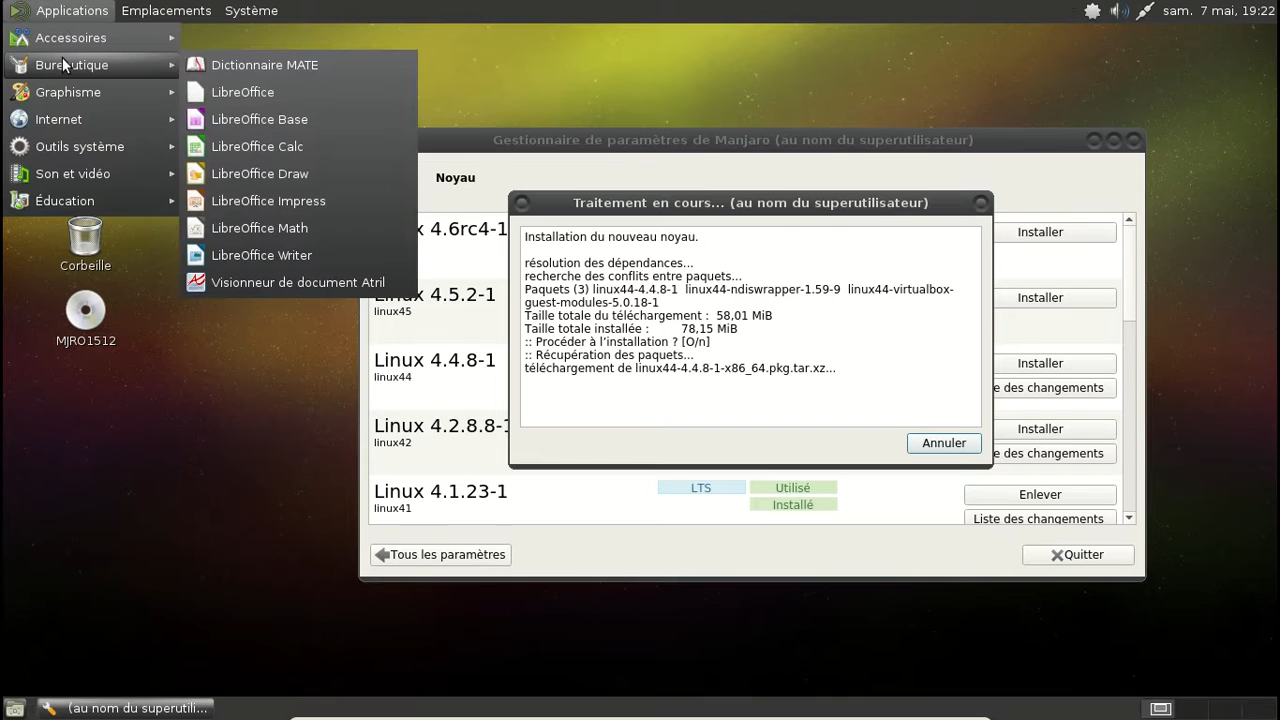 Applications Emplacements Système sam. 7 mai, 19:22
Accessoires
Bureautique
Graphisme
Internet
Outils système
Son et vidéo
Éducation
Dictionnaire MATE
LibreOffice
LibreOffice Base
LibreOffice Calc
LibreOffice Draw
LibreOffice Impress
LibreOffice Math
LibreOffice Writer
Visionneur de document Atril
Corbeille
MJRO1512
Gestionnaire de paramètres de Manjaro (au nom du superutilisateur)
Noyau
x 4.6rc4-1 Installer
x 4.5.2-1 Installer
linux45
Linux 4.4.8-1 Installer
linux44 e des changements
Linux 4.2.8.8-1 Installer
linux42 e des changements
Linux 4.1.23-1 LTS Utilisé Enlever
linux41 Installé Liste des changements
Traitement en cours... (au nom du superutilisateur)
Installation du nouveau noyau.
résolution des dépendances...
recherche des conflits entre paquets...
Paquets (3) linux44-4.4.8-1 linux44-ndiswrapper-1.59-9 linux44-virtualbox-
guest-modules-5.0.18-1
Taille totale du téléchargement : 58,01 MiB
Taille totale installée : 78,15 MiB
:: Procéder à l’installation ? [O/n]
:: Récupération des paquets...
téléchargement de linux44-4.4.8-1-x86_64.pkg.tar.xz...
Annuler
Tous les paramètres Quitter
(au nom du superutili...